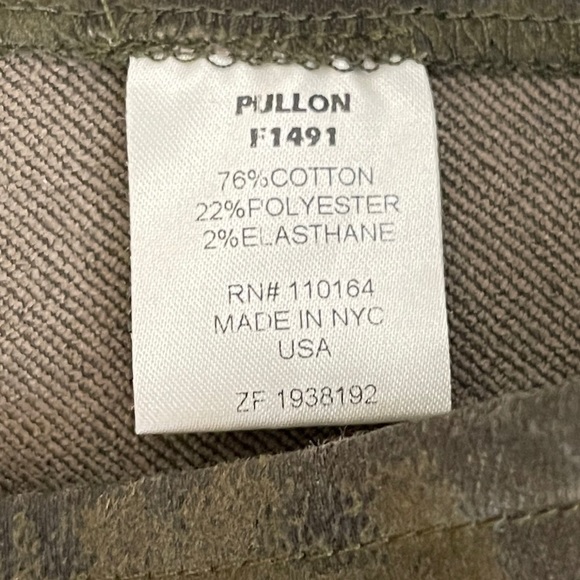 PULLON
F1491
76%COTTON
22%POLYESTER
2%ELASTHANE
RN# 110164
MADE IN NYC
USA
ZF 1938192